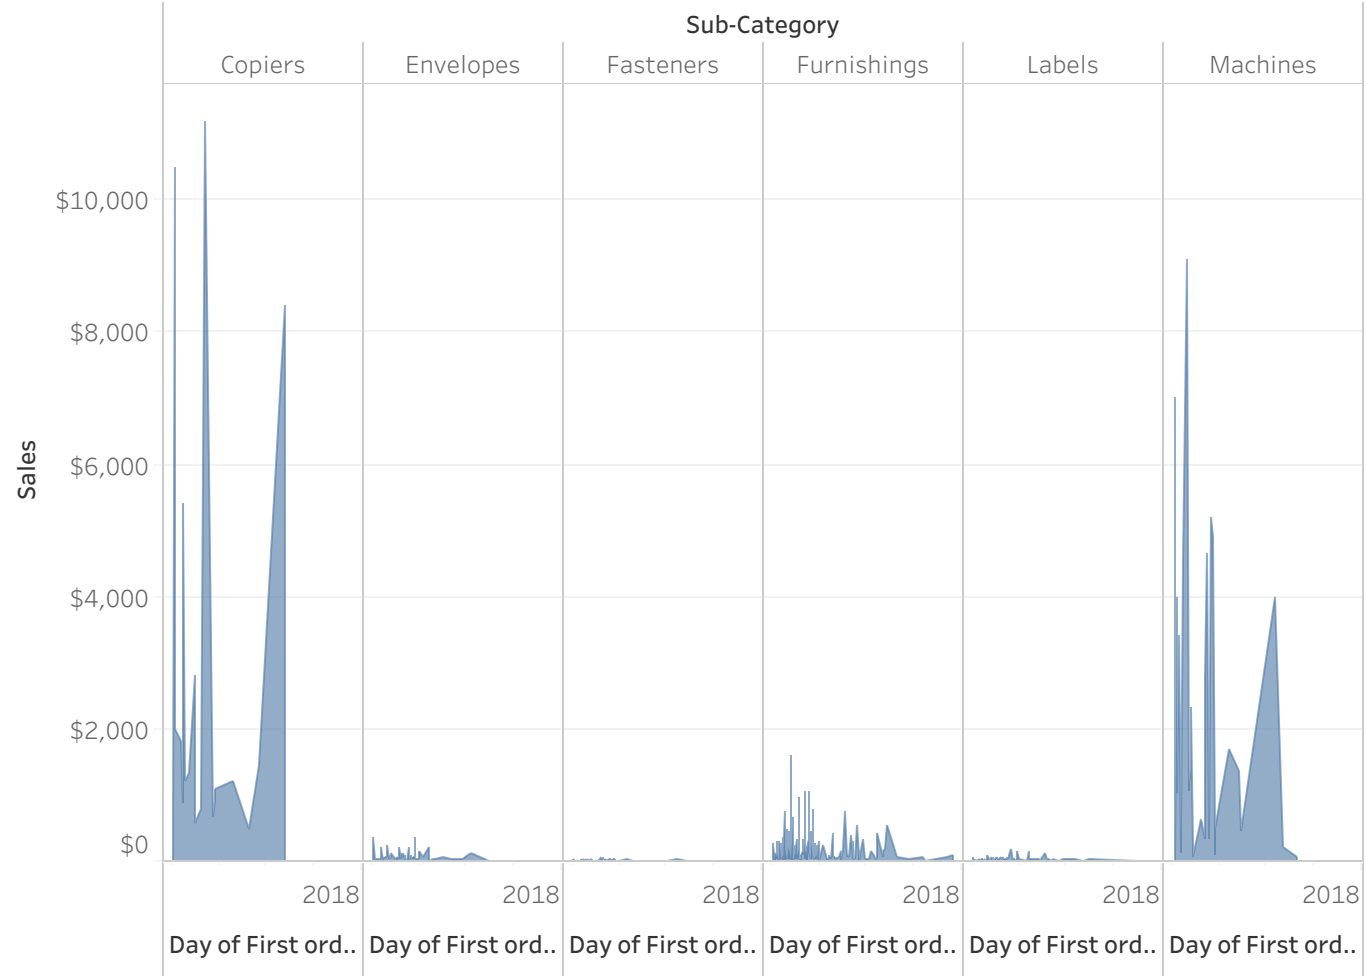 Sub-Category
Copiers Envelopes Fasteners Furnishings Labels Machines
$10,000
$8,000
$6,000
Sales
$4,000
$2,000
$0
2018 2018 2018 2018 2018 2018
Day of First ord.. Day of First ord.. Day of First ord.. Day of First ord.. Day of First ord.. Day of First ord..